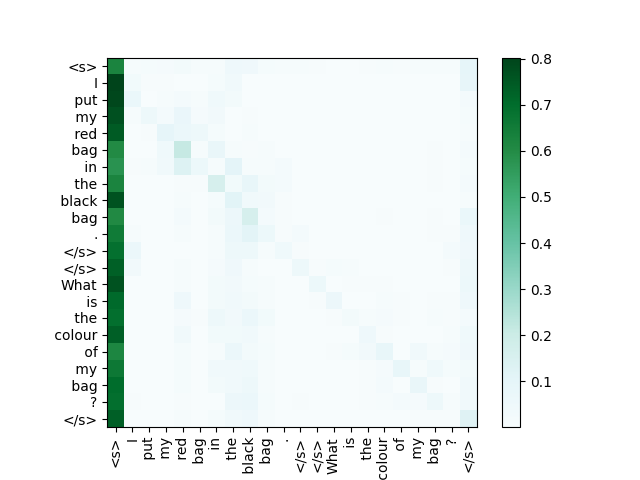 <s>
I
put
my
red
bag
in
the
black
bag
.
</s>
</s>
What
is
the
colour
of
my
bag
?
</s>
<s>
I
put
my
red
bag
in
the
black
bag
.
</s>
</s>
What
is
the
colour
of
my
bag
?
</s>
0.8
0.7
0.6
0.5
0.4
0.3
0.2
0.1